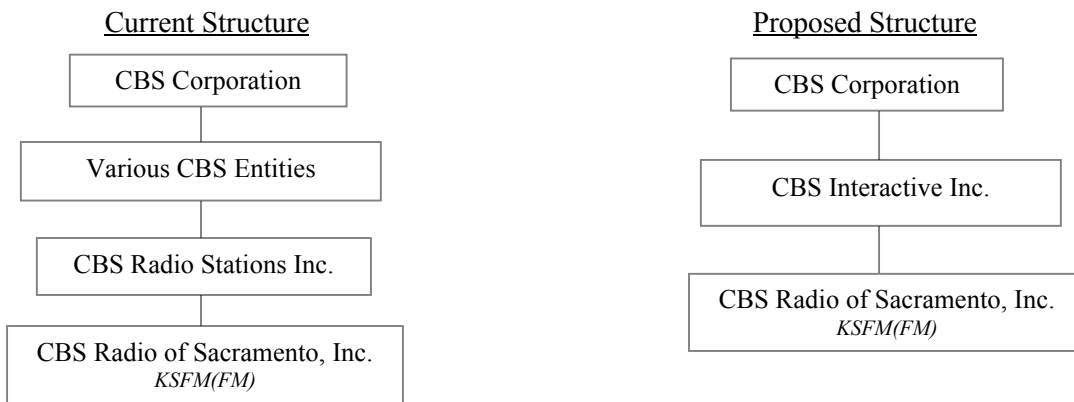 Current Structure
CBS Corporation
Various CBS Entities
CBS Radio Stations Inc.
CBS Radio of Sacramento, Inc.
KSFM(FM)
Proposed Structure
CBS Corporation
CBS Interactive Inc.
CBS Radio of Sacramento, Inc.
KSFM(FM)